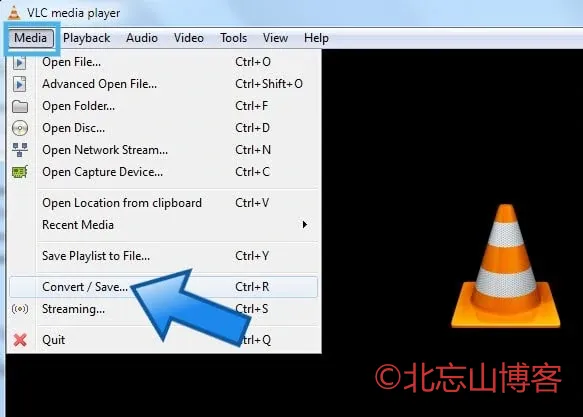 VLC media player
Media Playback Audio Video Tools View Help
Open File... Ctrl+O
Advanced Open File... Ctrl+Shift+O
Open Folder... Ctrl+F
Open Disc... Ctrl+D
Open Network Stream... Ctrl+N
Open Capture Device... Ctrl+C
Open Location from clipboard Ctrl+V
Recent Media
Save Playlist to File... Ctrl+Y
Convert / Save... Ctrl+R
Streaming... Ctrl+S
Quit Ctrl+Q
©北忘山博客